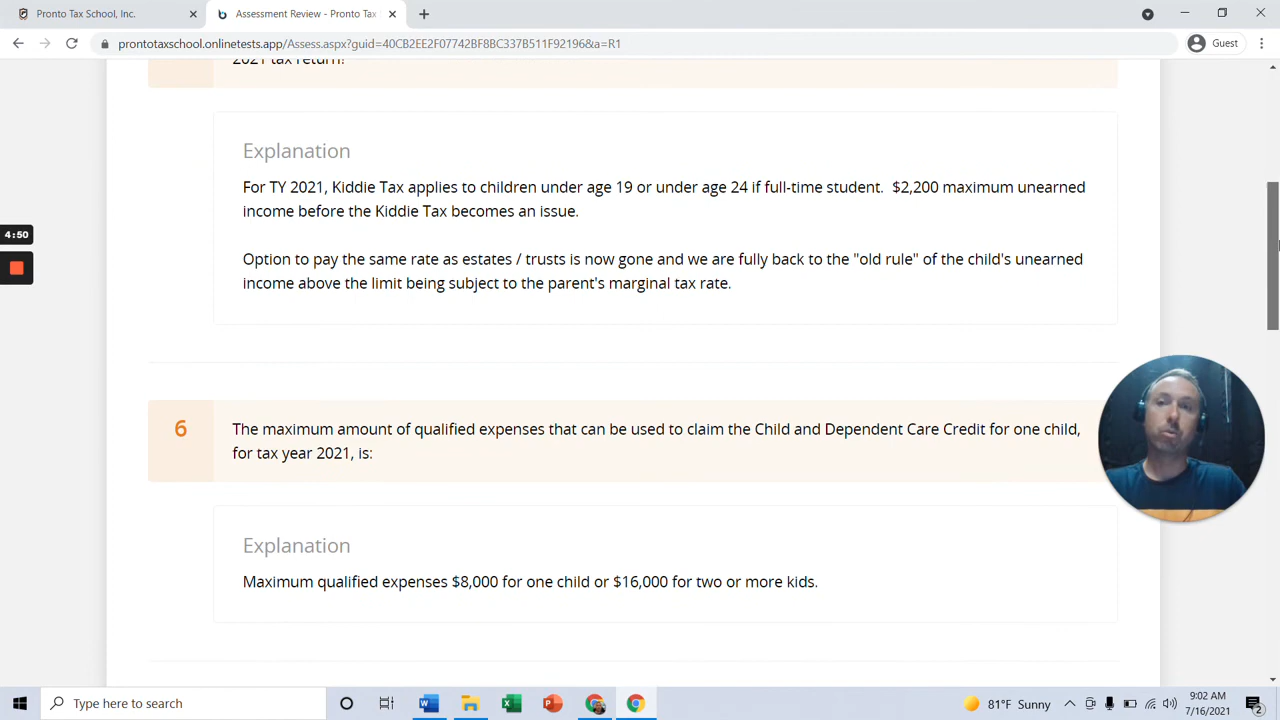 Pronto Tax School, Inc.
Assessment Review - Pronto Tax
prontotaxschool.onlinetests.app/Assess.aspx?guid=40CB2EE2F07742BF8BC337B511F92196&a=R1
Guest
2021 tax return?
Explanation
For TY 2021, Kiddie Tax applies to children under age 19 or under age 24 if full-time student. $2,200 maximum unearned
income before the Kiddie Tax becomes an issue.
Option to pay the same rate as estates / trusts is now gone and we are fully back to the "old rule" of the child's unearned
income above the limit being subject to the parent's marginal tax rate.
4:50
6
The maximum amount of qualified expenses that can be used to claim the Child and Dependent Care Credit for one child,
for tax year 2021, is:
Explanation
Maximum qualified expenses $8,000 for one child or $16,000 for two or more kids.
Type here to search
81°F Sunny
9:02 AM
7/16/2021
2